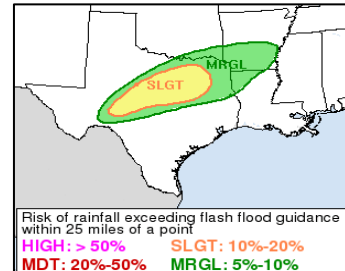 MRGL
SLGT
Risk of rainfall exceeding flash flood guidance
within 25 miles of a point
HIGH: > 50% SLGT: 10%-20%
MDT: 20%-50% MRGL: 5%-10%